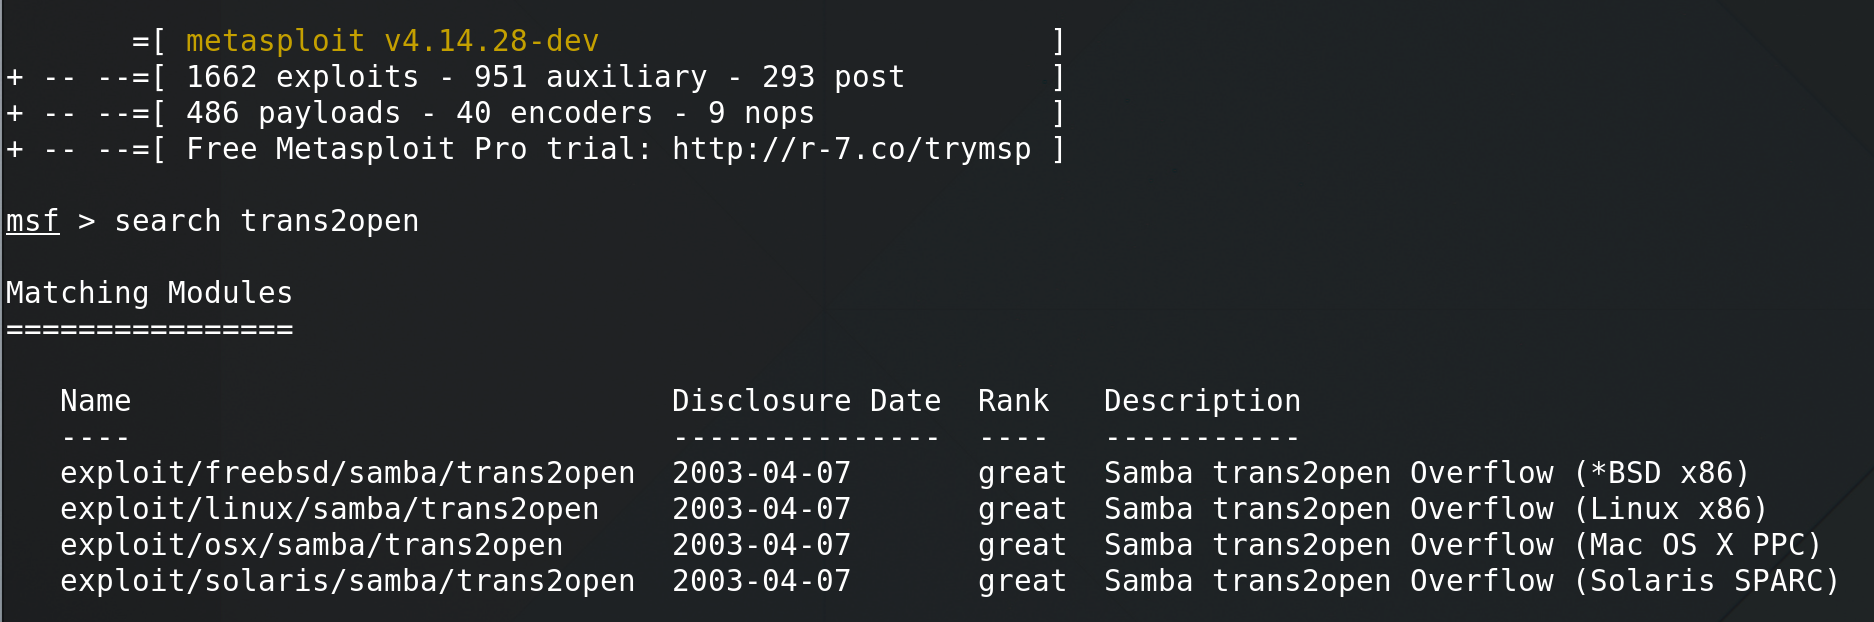 =[ metasploit v4.14.28-dev ]
+ -- --=[ 1662 exploits - 951 auxiliary - 293 post ]
+ -- --=[ 486 payloads - 40 encoders - 9 nops ]
+ -- --=[ Free Metasploit Pro trial: http://r-7.co/trymsp ]
msf > search trans2open
Matching Modules
================
Name Disclosure Date Rank Description
---- --------------- ---- -----------
exploit/freebsd/samba/trans2open 2003-04-07 great Samba trans2open Overflow (*BSD x86)
exploit/linux/samba/trans2open 2003-04-07 great Samba trans2open Overflow (Linux x86)
exploit/osx/samba/trans2open 2003-04-07 great Samba trans2open Overflow (Mac OS X PPC)
exploit/solaris/samba/trans2open 2003-04-07 great Samba trans2open Overflow (Solaris SPARC)